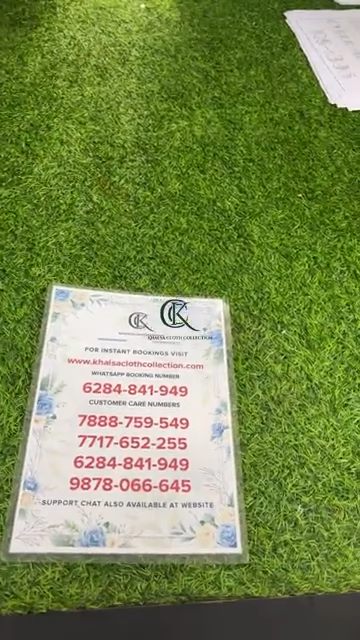 CK
CK
QHALSA CLOTH COLLECTION
FOR INSTANT BOOKINGS VISIT
www.khalsaclothcollection.com
WHATSAPP BOOKING NUMBER
6284-841-949
CUSTOMER CARE NUMBERS
7888-759-549
7717-652-255
6284-841-949
9878-066-645
SUPPORT CHAT ALSO AVAILABLE AT WEBSITE